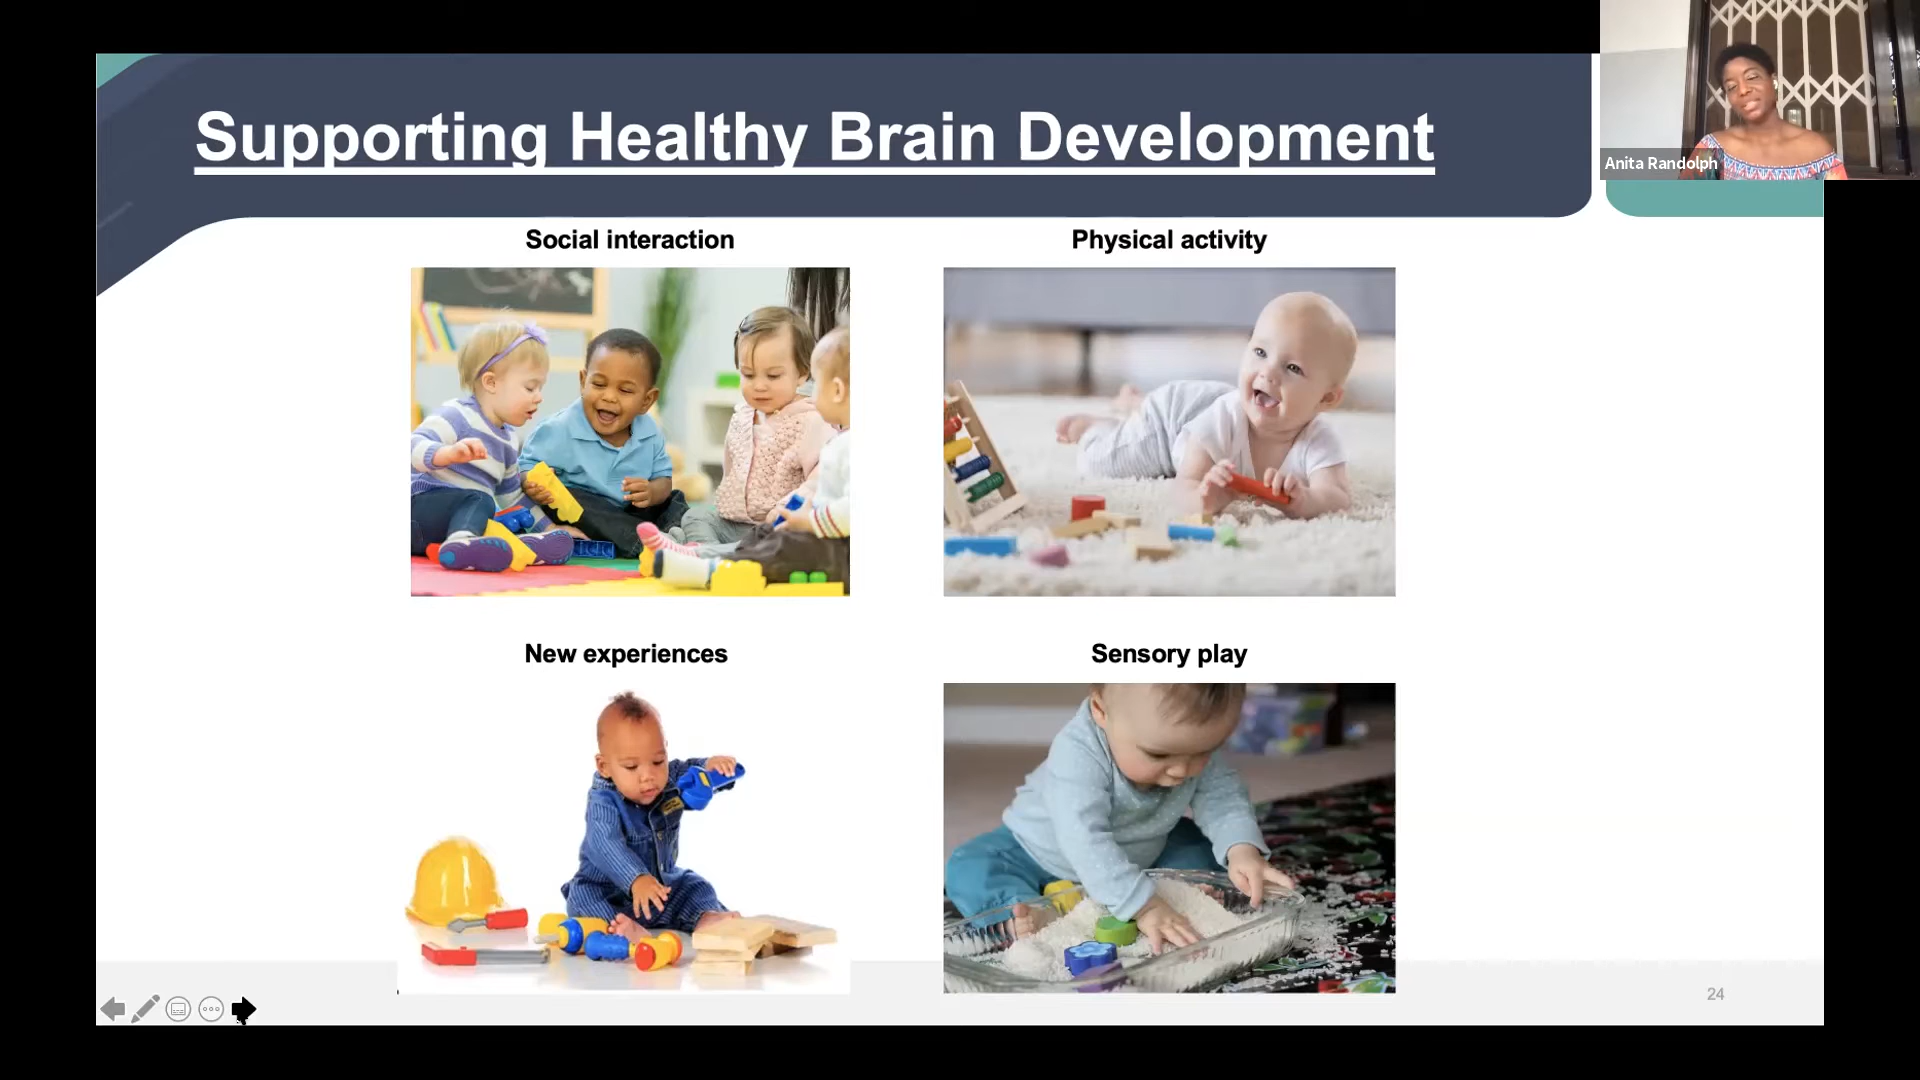 Supporting Healthy Brain Development
Anita Randolph
Social interaction
Physical activity
New experiences
Sensory play
24